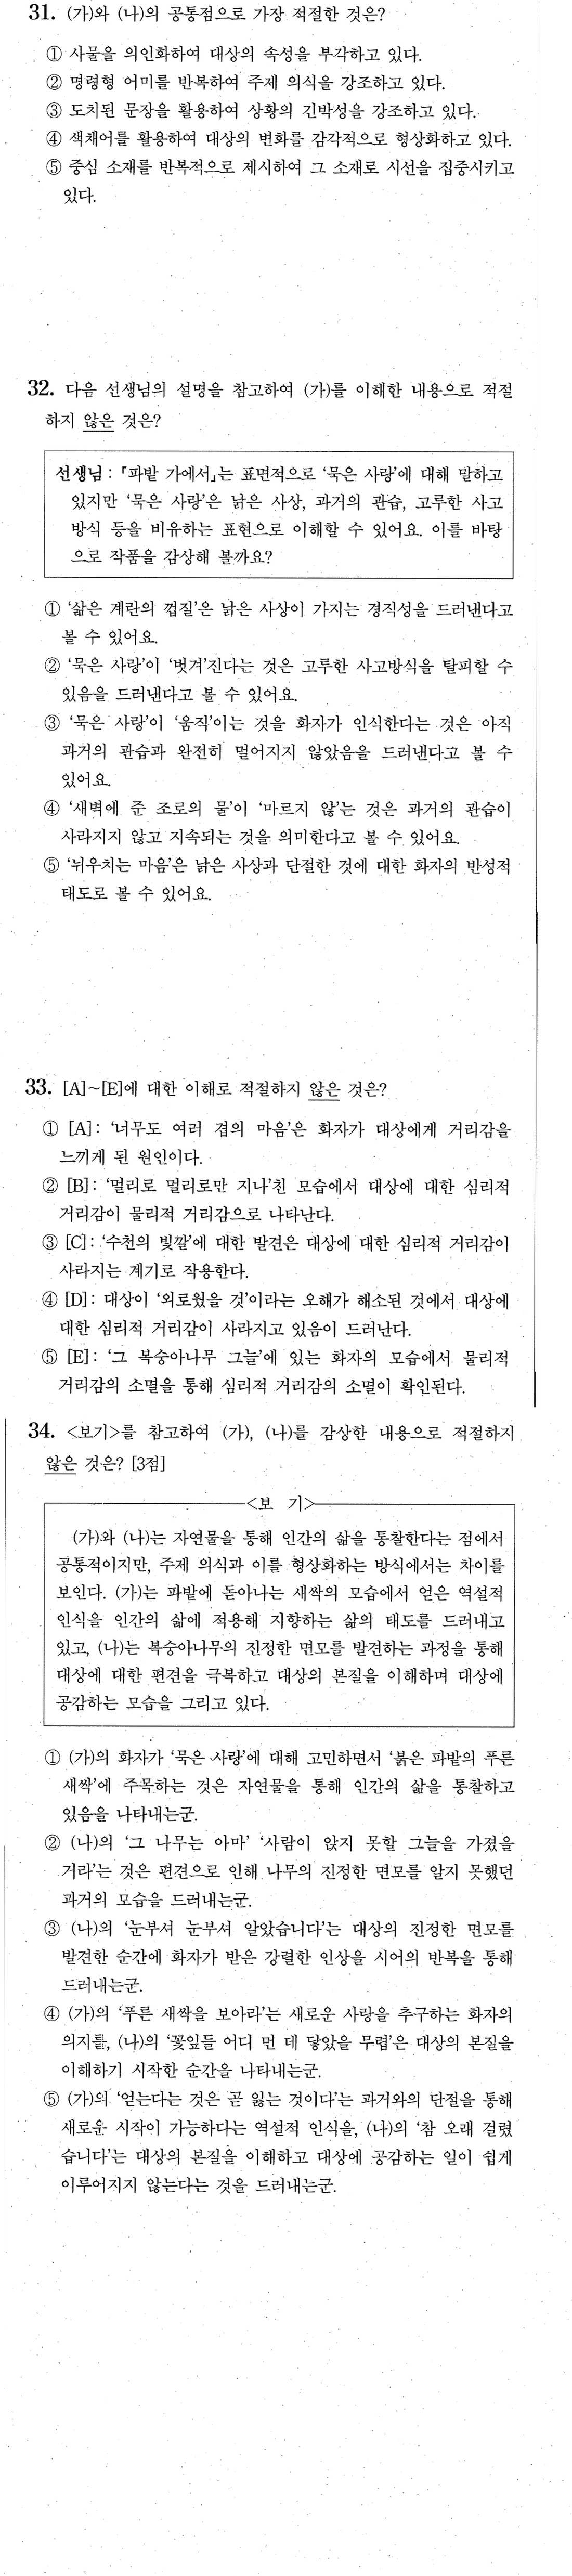 31. (가)와 (나)의 공통점으로 가장 적절한 것은?
① 사물을 의인화하여 대상의 속성을 부각하고 있다.
② 명령형 어미를 반복하여 주제 의식을 강조하고 있다.
③ 도치된 문장을 활용하여 상황의 긴박성을 강조하고 있다.
④ 색채어를 활용하여 대상의 변화를 감각적으로 형상화하고 있다.
⑤ 중심 소재를 반복적으로 제시하여 그 소재로 시선을 집중시키고
있다.
32. 다음 선생님의 설명을 참고하여 (가)를 이해한 내용으로 적절
하지 않은 것은?
선생님 : 「파밭 가에서」는 표면적으로 ‘묵은 사랑’에 대해 말하고
있지만 ‘묵은 사랑’은 낡은 사상, 과거의 관습, 고루한 사고
방식 등을 비유하는 표현으로 이해할 수 있어요. 이를 바탕
으로 작품을 감상해 볼까요?
① ‘삶은 계란의 껍질’은 낡은 사상이 가지는 경직성을 드러낸다고
볼 수 있어요.
② ‘묵은 사랑’이 ‘벗겨’진다는 것은 고루한 사고방식을 탈피할 수
있음을 드러낸다고 볼 수 있어요.
③ ‘묵은 사랑’이 ‘움직’이는 것을 화자가 인식한다는 것은 아직
과거의 관습과 완전히 멀어지지 않았음을 드러낸다고 볼 수
있어요.
④ ‘새벽에 준 조로의 물’이 ‘마르지 않’는 것은 과거의 관습이
사라지지 않고 지속되는 것을 의미한다고 볼 수 있어요.
⑤ ‘뉘우치는 마음’은 낡은 사상과 단절한 것에 대한 화자의 반성적
태도로 볼 수 있어요.
33. [A]~[E]에 대한 이해로 적절하지 않은 것은?
① [A] : ‘너무도 여러 겹의 마음’은 화자가 대상에게 거리감을
느끼게 된 원인이다.
② [B] : ‘멀리로 멀리로만 지나’친 모습에서 대상에 대한 심리적
거리감이 물리적 거리감으로 나타난다.
③ [C] : ‘수천의 빛깔’에 대한 발견은 대상에 대한 심리적 거리감이
사라지는 계기로 작용한다.
④ [D] : 대상이 ‘외로웠을 것’이라는 오해가 해소된 것에서 대상에
대한 심리적 거리감이 사라지고 있음이 드러난다.
⑤ [E] : ‘그 복숭아나무 그늘’에 있는 화자의 모습에서 물리적
거리감의 소멸을 통해 심리적 거리감의 소멸이 확인된다.
34. <보기>를 참고하여 (가), (나)를 감상한 내용으로 적절하지
않은 것은? [3점]
<보 기>
(가)와 (나)는 자연물을 통해 인간의 삶을 통찰한다는 점에서
공통적이지만, 주제 의식과 이를 형상화하는 방식에서는 차이를
보인다. (가)는 파밭에 돋아나는 새싹의 모습에서 얻은 역설적
인식을 인간의 삶에 적용해 지향하는 삶의 태도를 드러내고
있고, (나)는 복숭아나무의 진정한 면모를 발견하는 과정을 통해
대상에 대한 편견을 극복하고 대상의 본질을 이해하며 대상에
공감하는 모습을 그리고 있다.
① (가)의 화자가 ‘묵은 사랑’에 대해 고민하면서 ‘붉은 파밭의 푸른
새싹’에 주목하는 것은 자연물을 통해 인간의 삶을 통찰하고
있음을 나타내는군.
② (나)의 ‘그 나무는 아마’ ‘사람이 앉지 못할 그늘을 가졌을
거라’는 것은 편견으로 인해 나무의 진정한 면모를 알지 못했던
과거의 모습을 드러내는군.
③ (나)의 ‘눈부셔 눈부셔 알았습니다’는 대상의 진정한 면모를
발견한 순간에 화자가 받은 강렬한 인상을 시어의 반복을 통해
드러내는군.
④ (가)의 ‘푸른 새싹을 보아라’는 새로운 사랑을 추구하는 화자의
의지를, (나)의 ‘꽃잎들 어디 먼 데 닿았을 무렵’은 대상의 본질을
이해하기 시작한 순간을 나타내는군.
⑤ (가)의 ‘얻는다는 것은 곧 잃는 것이다’는 과거와의 단절을 통해
새로운 시작이 가능하다는 역설적 인식을, (나)의 ‘참 오래 걸렸
습니다’는 대상의 본질을 이해하고 대상에 공감하는 일이 쉽게
이루어지지 않는다는 것을 드러내는군.